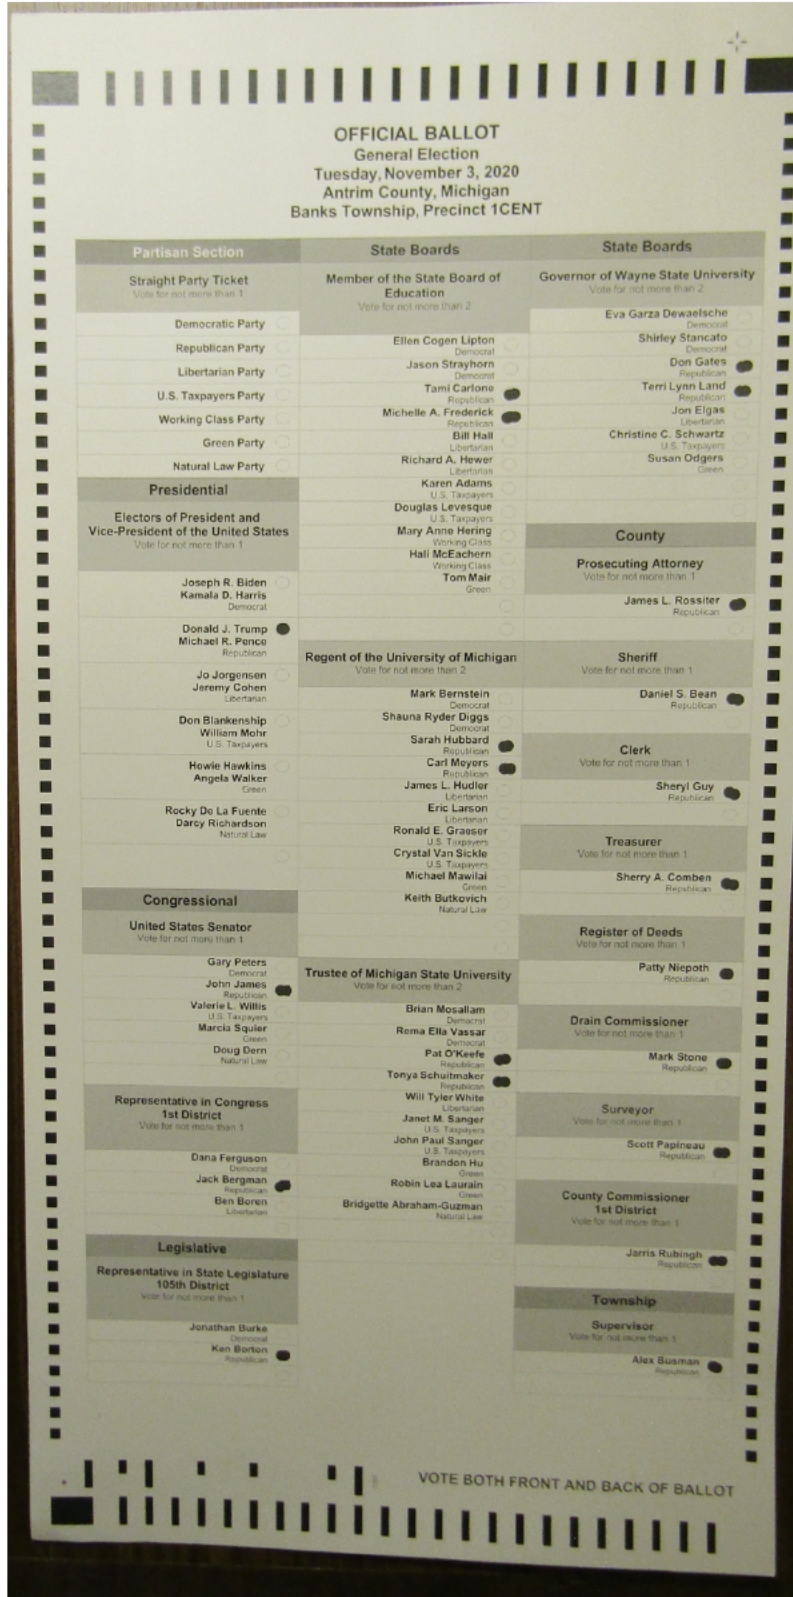 OFFICIAL BALLOT
General Election
Tuesday, November 3, 2020
Antrim County, Michigan
Banks Township, Precinct 1CENT
Partisan Section
Straight Party Ticket
Vote for not more than 1
Democratic Party
Republican Party
Libertarian Party
U.S. Taxpayers Party
Working Class Party
Green Party
Natural Law Party
Presidential
Electors of President and
Vice-President of the United States
Vote for not more than 1
Joseph R. Biden
Kamala D. Harris
Democrat
Donald J. Trump
Michael R. Pence
Republican
Jo Jorgensen
Jeremy Cohen
Libertarian
Don Blankenship
William Mohr
U.S. Taxpayers
Howie Hawkins
Angela Walker
Green
Rocky De La Fuente
Darcy Richardson
Natural Law
Congressional
United States Senator
Vote for not more than 1
Gary Peters
Democrat
John James
Republican
Valerie L. Willis
U.S. Taxpayers
Marcia Squier
Green
Doug Dern
Natural Law
Representative in Congress
1st District
Vote for not more than 1
Dana Ferguson
Democrat
Jack Bergman
Republican
Ben Boren
Libertarian
Legislative
Representative in State Legislature
105th District
Vote for not more than 1
Jonathan Burke
Democrat
Ken Borton
Republican
State Boards
Member of the State Board of
Education
Vote for not more than 2
Ellen Cogen Lipton
Democrat
Jason Strayhorn
Democrat
Tami Carlone
Republican
Michelle A. Frederick
Republican
Bill Hall
Libertarian
Richard A. Hewer
Libertarian
Karen Adams
U.S. Taxpayers
Douglas Levesque
U.S. Taxpayers
Mary Anne Hering
Working Class
Hali McEachern
Working Class
Tom Mair
Green
Regent of the University of Michigan
Vote for not more than 2
Mark Bernstein
Democrat
Shauna Ryder Diggs
Democrat
Sarah Hubbard
Republican
Carl Meyers
Republican
James L. Hudler
Libertarian
Eric Larson
Libertarian
Ronald E. Graeser
U.S. Taxpayers
Crystal Van Sickle
U.S. Taxpayers
Michael Mawilai
Green
Keith Butkovich
Natural Law
Trustee of Michigan State University
Vote for not more than 2
Brian Mosallam
Democrat
Rema Ella Vassar
Democrat
Pat O'Keefe
Republican
Tonya Schuitmaker
Republican
Will Tyler White
Libertarian
Janet M. Sanger
U.S. Taxpayers
John Paul Sanger
U.S. Taxpayers
Brandon Hu
Green
Robin Lea Laurain
Green
Bridgette Abraham-Guzman
Natural Law
State Boards
Governor of Wayne State University
Vote for not more than 2
Eva Garza Dewaelsche
Democrat
Shirley Stancato
Democrat
Don Gates
Republican
Terri Lynn Land
Republican
Jon Elgas
Libertarian
Christine C. Schwartz
U.S. Taxpayers
Susan Odgers
Green
County
Prosecuting Attorney
Vote for not more than 1
James L. Rossiter
Republican
Sheriff
Vote for not more than 1
Daniel S. Bean
Republican
Clerk
Vote for not more than 1
Sheryl Guy
Republican
Treasurer
Vote for not more than 1
Sherry A. Comben
Republican
Register of Deeds
Vote for not more than 1
Patty Niepoth
Republican
Drain Commissioner
Vote for not more than 1
Mark Stone
Republican
Surveyor
Vote for not more than 1
Scott Papineau
Republican
County Commissioner
1st District
Vote for not more than 1
Jarris Rubingh
Republican
Township
Supervisor
Vote for not more than 1
Alex Busman
Republican
VOTE BOTH FRONT AND BACK OF BALLOT